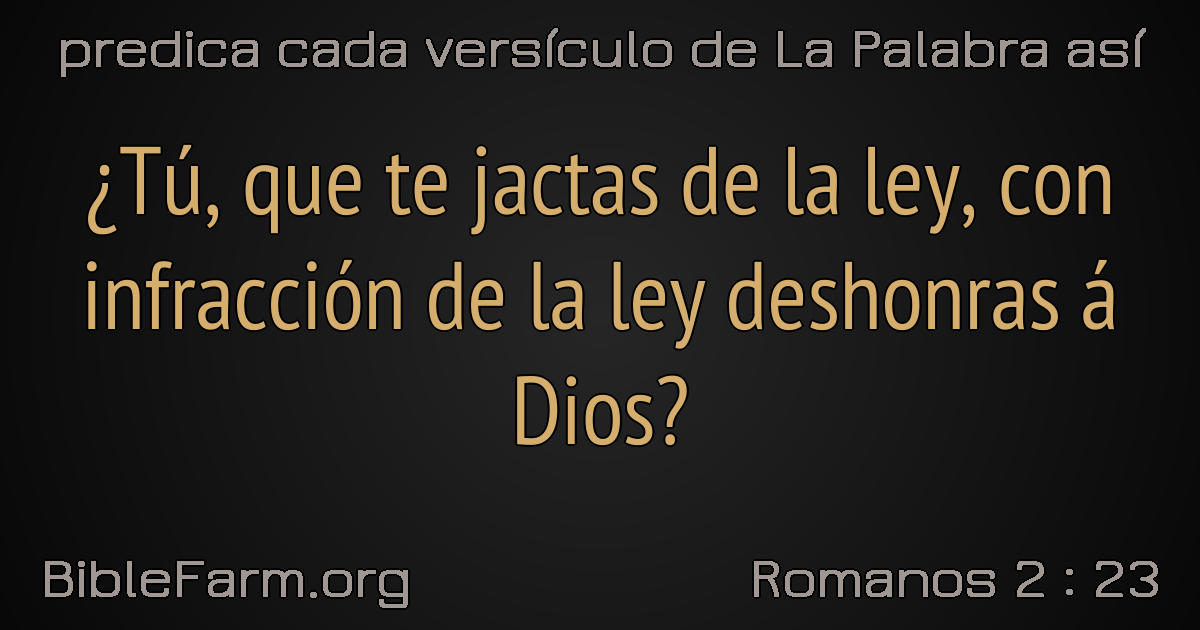 predica cada versículo de La Palabra así
¿Tú, que te jactas de la ley, con
infracción de la ley deshonras á
Dios?
BibleFarm.org
Romanos 2 : 23